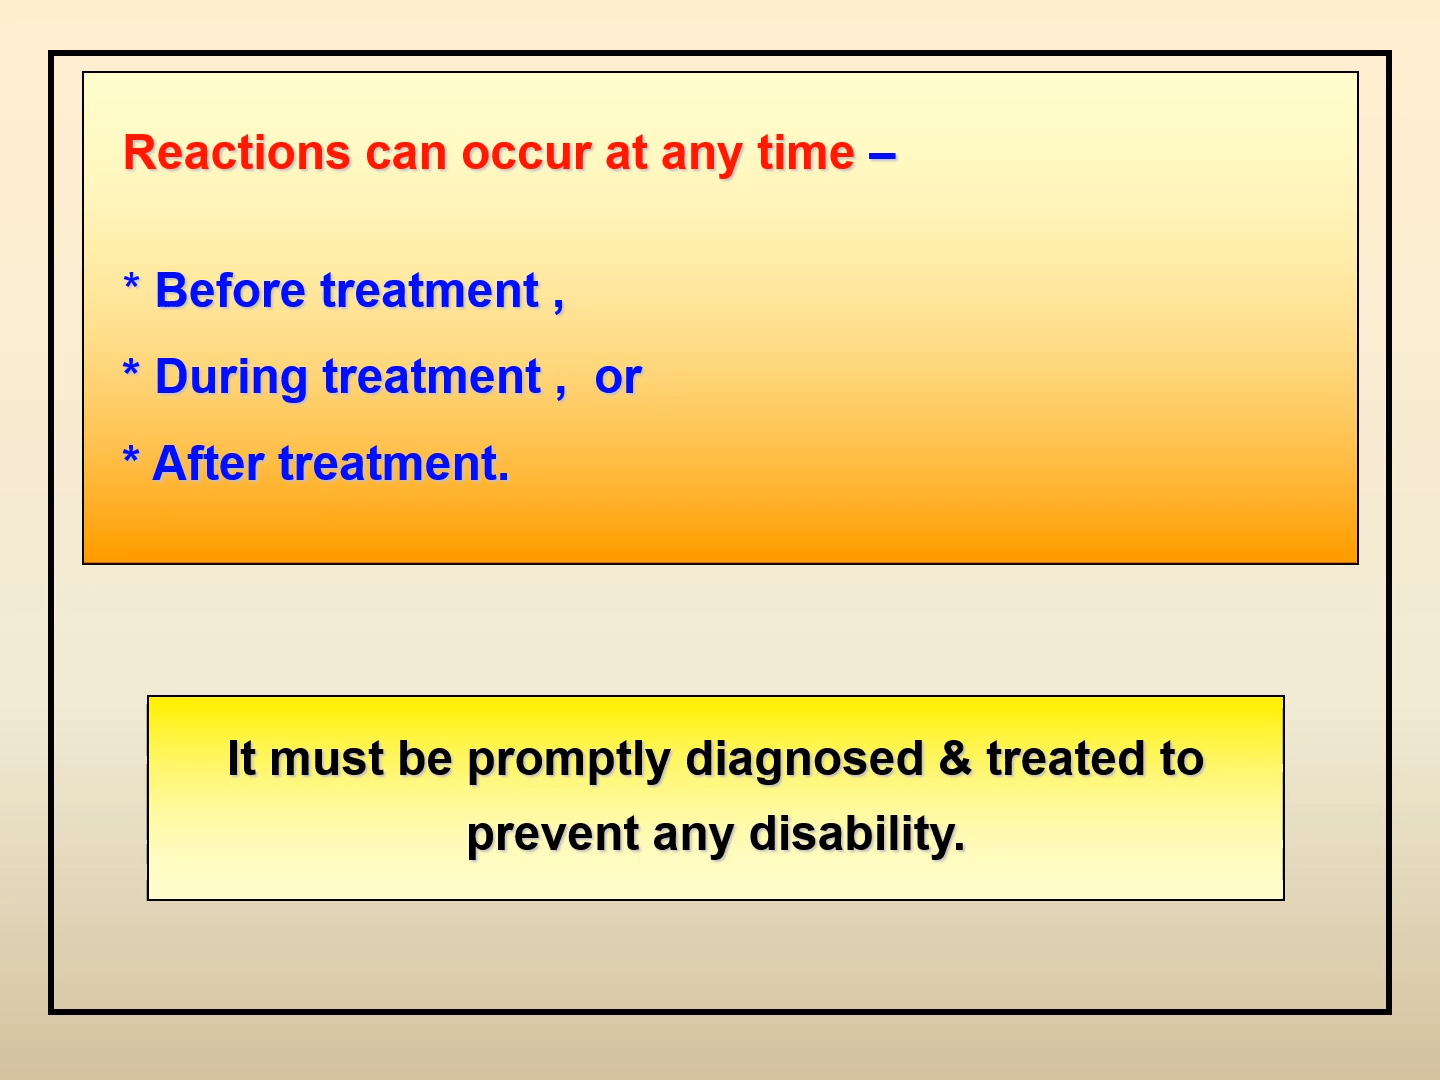 Reactions can occur at any time –
* Before treatment ,
* During treatment ,  or
* After treatment.
It must be promptly diagnosed & treated to
prevent any disability.